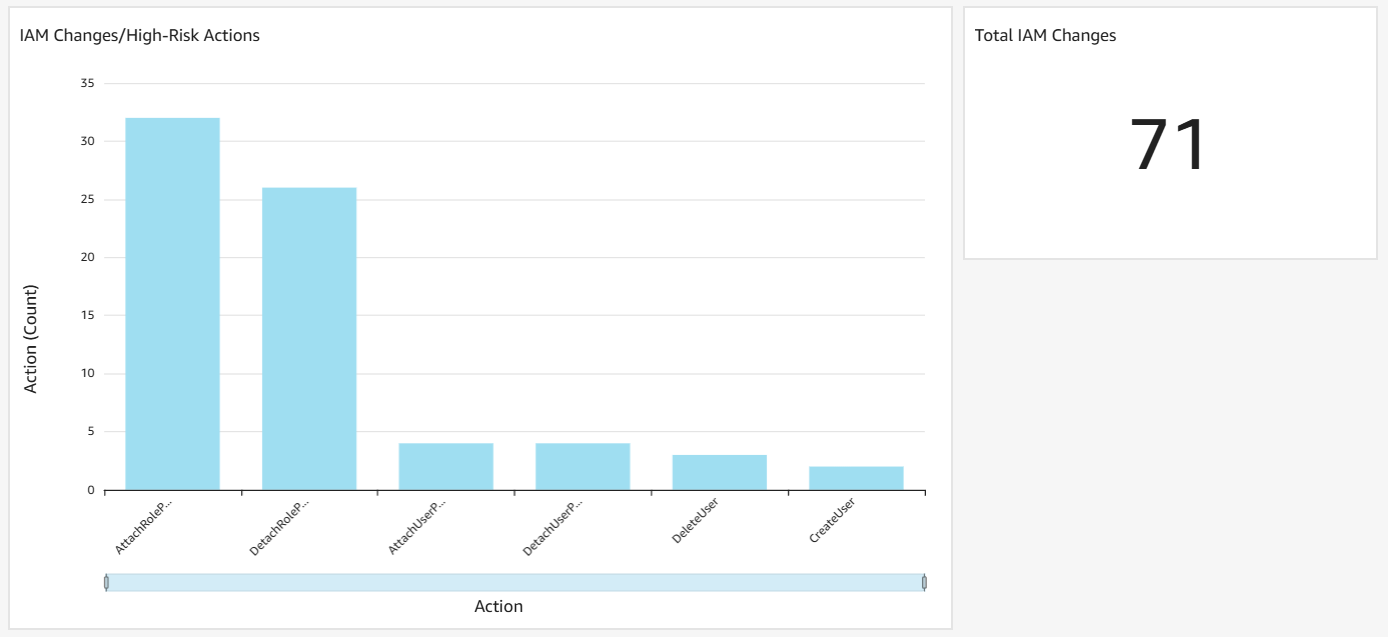 IAM Changes/High-Risk Actions
35
30
25
20
15
10
5
0
Action (Count)
AttachRoleP...
DetachRoleP...
AttachUserP...
DetachUserP...
DeleteUser
CreateUser
Action
Total IAM Changes
71